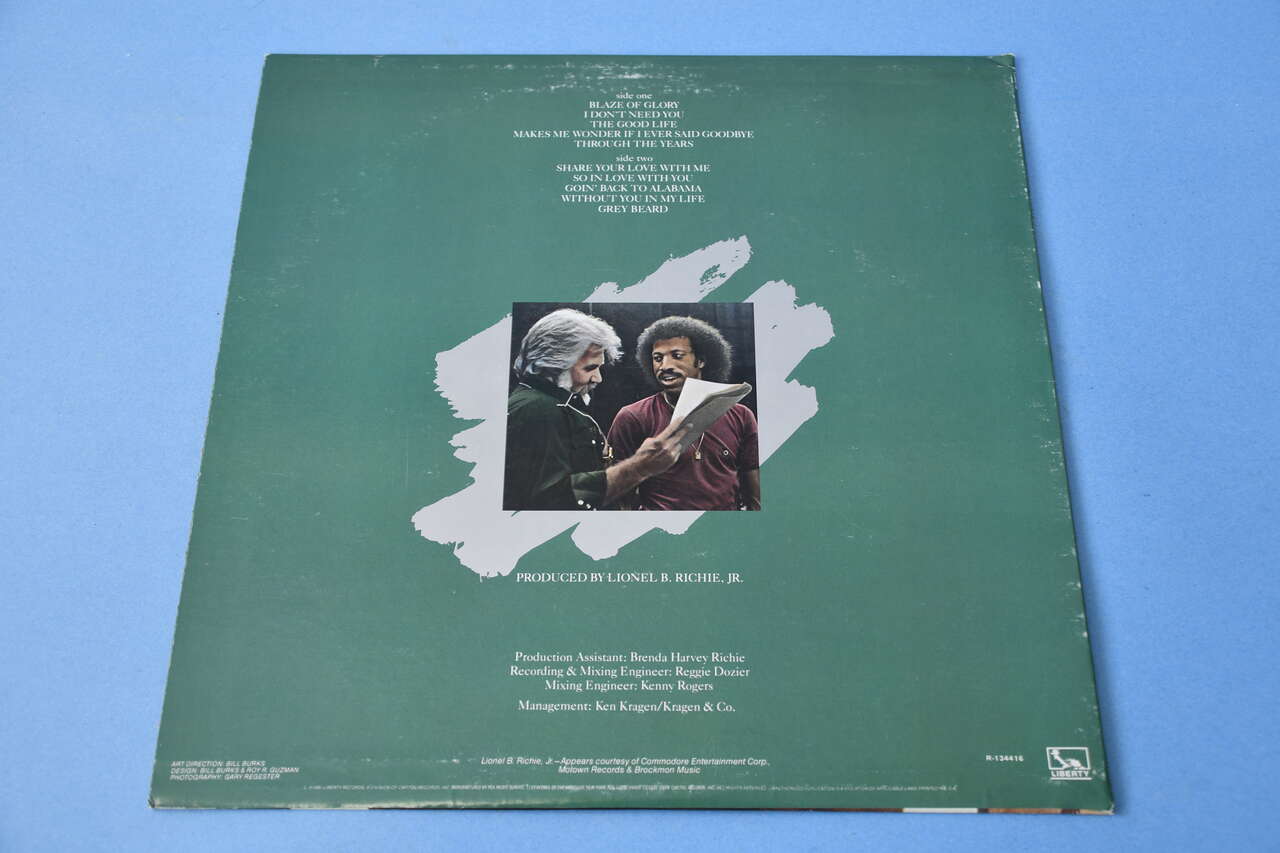 side one
BLAZE OF GLORY
I DON'T NEED YOU
THE GOOD LIFE
MAKES ME WONDER IF I EVER SAID GOODBYE
THROUGH THE YEARS
side two
SHARE YOUR LOVE WITH ME
SO IN LOVE WITH YOU
GOIN' BACK TO ALABAMA
WITHOUT YOU IN MY LIFE
GREY BEARD
PRODUCED BY LIONEL B. RICHIE, JR.
Production Assistant: Brenda Harvey Richie
Recording & Mixing Engineer: Reggie Dozier
Mixing Engineer: Kenny Rogers
Management: Ken Kragen/Kragen & Co.
ART DIRECTION: BILL BURKS
DESIGN: BILL BURKS & ROY R. GUZMAN
PHOTOGRAPHY: GARY REGESTER
Lionel B. Richie, Jr.–Appears courtesy of Commodore Entertainment Corp.,
Motown Records & Brockmon Music
R-134416
LIBERTY